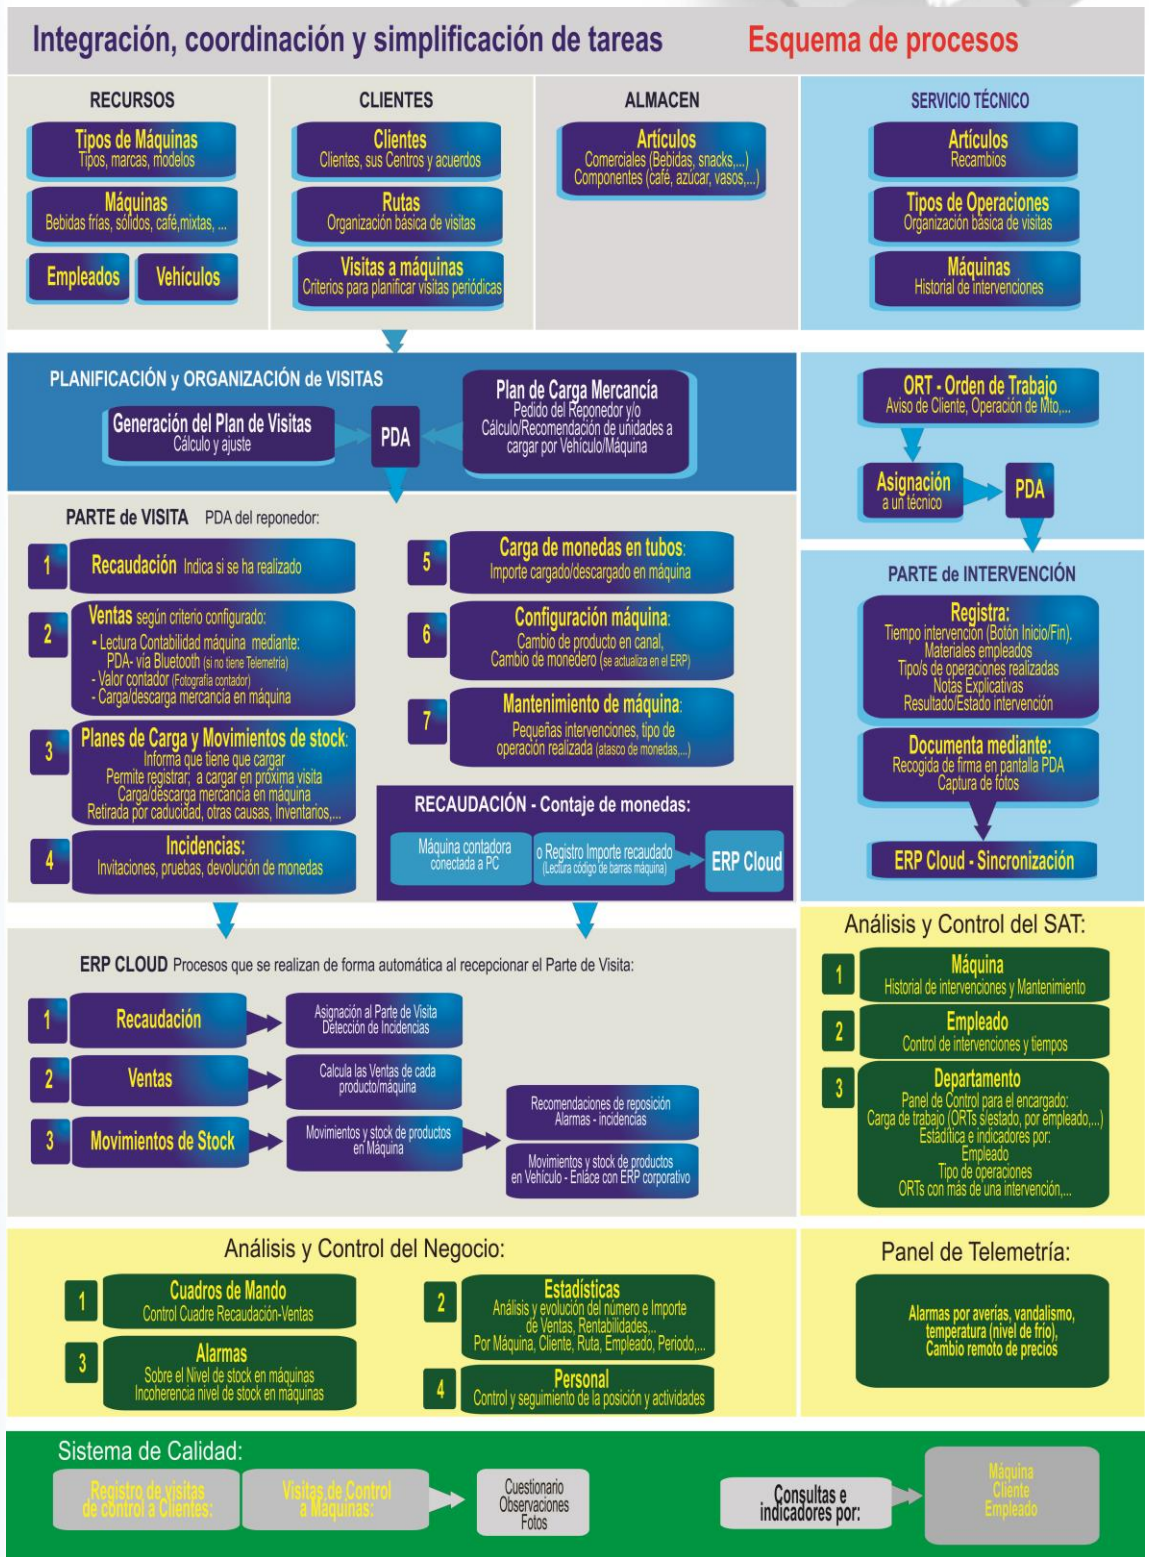 Integración, coordinación y simplificación de tareas
Esquema de procesos
RECURSOS
Tipos de Máquinas
Tipos, marcas, modelos
Máquinas
Bebidas frías, sólidos, café,mixtas, ...
Empleados
Vehículos
CLIENTES
Clientes
Clientes, sus Centros y acuerdos
Rutas
Organización básica de visitas
Visitas a máquinas
Criterios para planificar visitas periódicas
ALMACEN
Artículos
Comerciales (Bebidas, snacks,...)
Componentes (café, azúcar, vasos,...)
SERVICIO TÉCNICO
Artículos
Recambios
Tipos de Operaciones
Organización básica de visitas
Máquinas
Historial de intervenciones
PLANIFICACIÓN y ORGANIZACIÓN de VISITAS
Generación del Plan de Visitas
Cálculo y ajuste
PDA
Plan de Carga Mercancía
Pedido del Reponedor y/o
Cálculo/Recomendación de unidades a
cargar por Vehículo/Máquina
ORT - Orden de Trabajo
Aviso de Cliente, Operación de Mto,...
Asignación
a un técnico
PDA
PARTE de VISITA PDA del reponedor:
1
Recaudación Indica si se ha realizado
2
Ventas según criterio configurado:
- Lectura Contabilidad máquina mediante:
PDA- vía Bluetooth (si no tiene Telemetría)
- Valor contador (Fotografía contador)
- Carga/descarga mercancía en máquina
3
Planes de Carga y Movimientos de stock:
Informa que tiene que cargar
Permite registrar; a cargar en próxima visita
Carga/descarga mercancía en máquina
Retirada por caducidad, otras causas, Inventarios,...
4
Incidencias:
Invitaciones, pruebas, devolución de monedas
5
Carga de monedas en tubos:
Importe cargado/descargado en máquina
6
Configuración máquina:
Cambio de producto en canal,
Cambio de monedero (se actualiza en el ERP)
7
Mantenimiento de máquina:
Pequeñas intervenciones, tipo de
operación realizada (atasco de monedas,...)
RECAUDACIÓN - Contaje de monedas:
Máquina contadora
conectada a PC
o Registro Importe recaudado
(Lectura código de barras máquina)
ERP Cloud
PARTE de INTERVENCIÓN
Registra:
Tiempo intervención (Botón Inicio/Fin).
Materiales empleados
Tipo/s de operaciones realizadas
Notas Explicativas
Resultado/Estado intervención
Documenta mediante:
Recogida de firma en pantalla PDA
Captura de fotos
ERP Cloud - Sincronización
ERP CLOUD Procesos que se realizan de forma automática al recepcionar el Parte de Visita:
1
Recaudación
Asignación al Parte de Visita
Detección de Incidencias
2
Ventas
Calcula las Ventas de cada
producto/máquina
3
Movimientos de Stock
Movimientos y stock de productos
en Máquina
Recomendaciones de reposición
Alarmas - incidencias
Movimientos y stock de productos
en Vehículo - Enlace con ERP corporativo
Análisis y Control del SAT:
1
Máquina
Historial de intervenciones y Mantenimiento
2
Empleado
Control de intervenciones y tiempos
3
Departamento
Panel de Control para el encargado:
Carga de trabajo (ORTs s/estado, por empleado,...)
Estadítica e indicadores por:
Empleado
Tipo de operaciones
ORTs con más de una intervención,...
Análisis y Control del Negocio:
1
Cuadros de Mando
Control Cuadre Recaudación-Ventas
2
Estadísticas
Análisis y evolución del número e Importe
de Ventas, Rentabilidades,..
Por Máquina, Cliente, Ruta, Empleado, Periodo,...
3
Alarmas
Sobre el Nivel de stock en máquinas
Incoherencia nivel de stock en máquinas
4
Personal
Control y seguimiento de la posición y actividades
Panel de Telemetría:
Alarmas por averías, vandalismo,
temperatura (nivel de frío),
Cambio remoto de precios
Sistema de Calidad:
Registro de visitas
de control a Clientes:
Visitas de Control
a Máquinas:
Cuestionario
Observaciones
Fotos
Consultas e
indicadores por:
Máquina
Cliente
Empleado